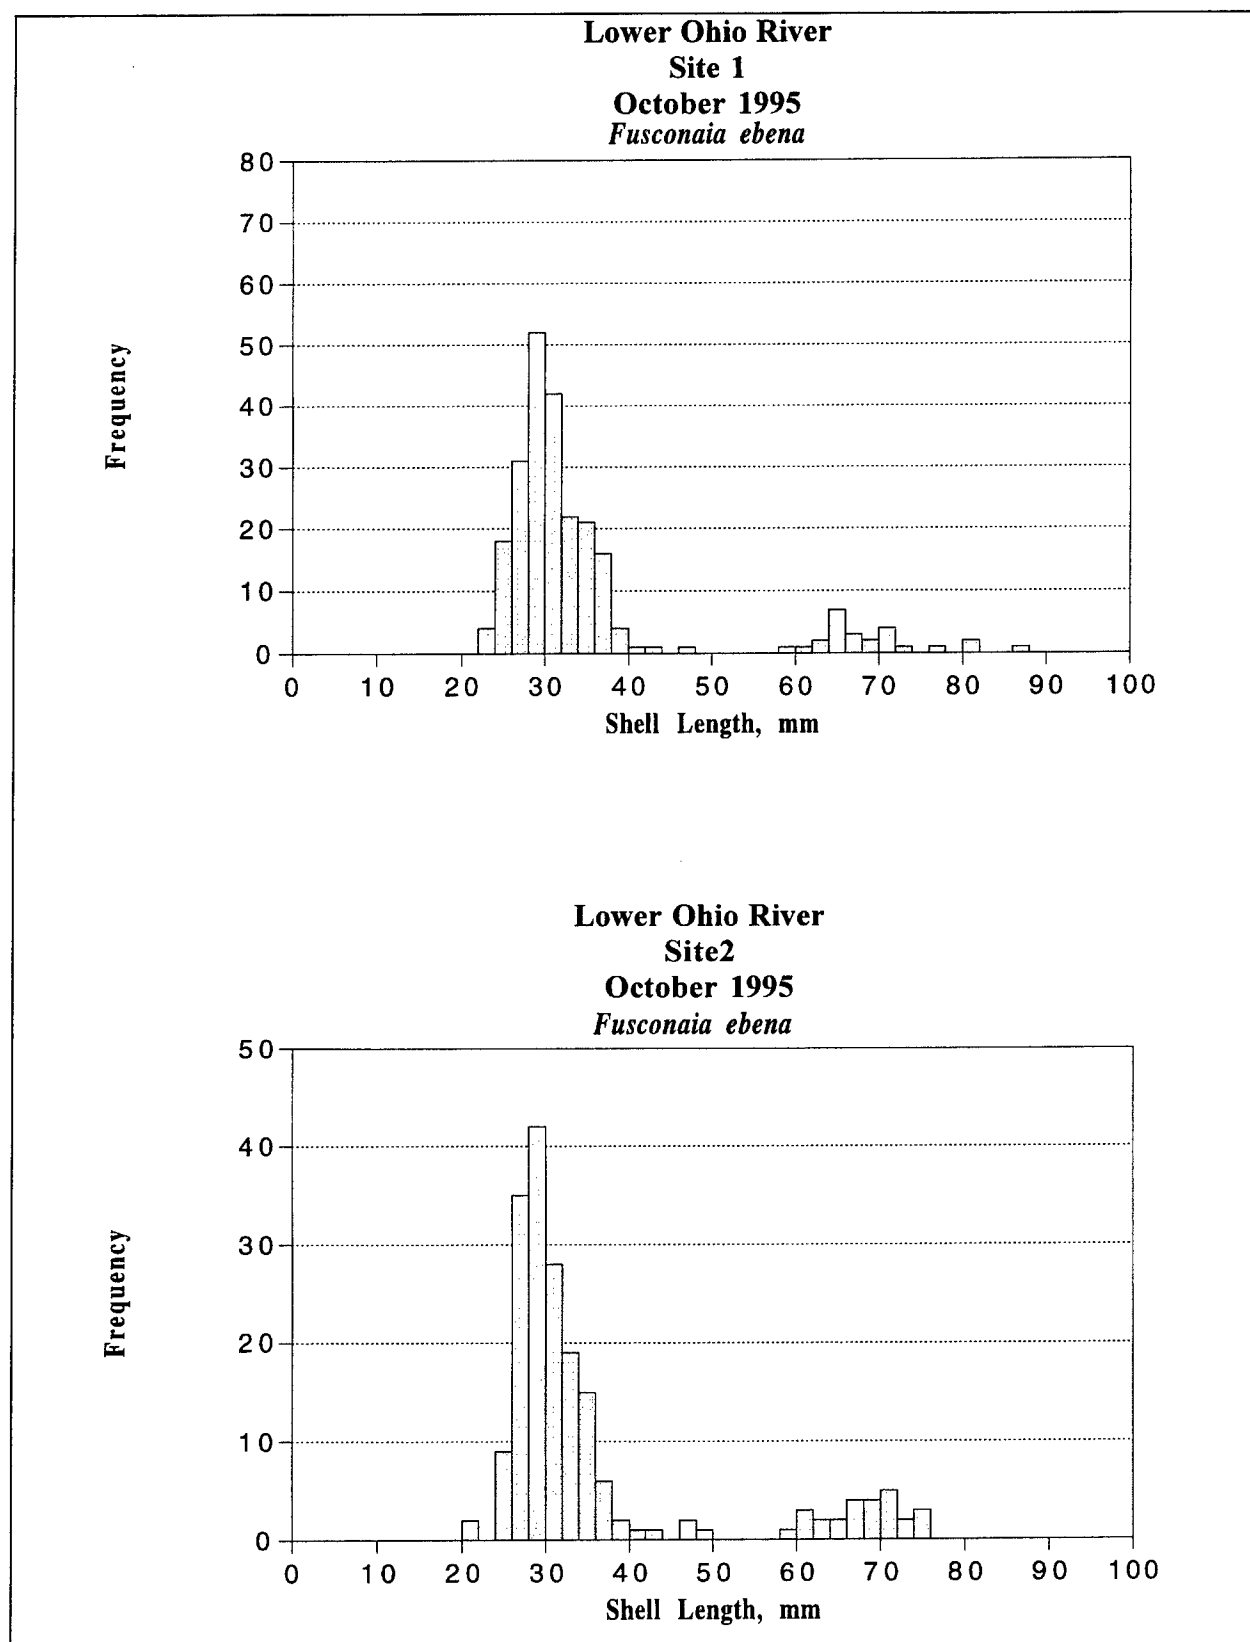 Lower Ohio River
Site 1
October 1995
Fusconaia ebena
80
70
60
50
40
30
20
10
0
Frequency
0 10 20 30 40 50 60 70 80 90 100
Shell Length, mm
Lower Ohio River
Site2
October 1995
Fusconaia ebena
50
40
30
20
10
0
Frequency
0 10 20 30 40 50 60 70 80 90 100
Shell Length, mm